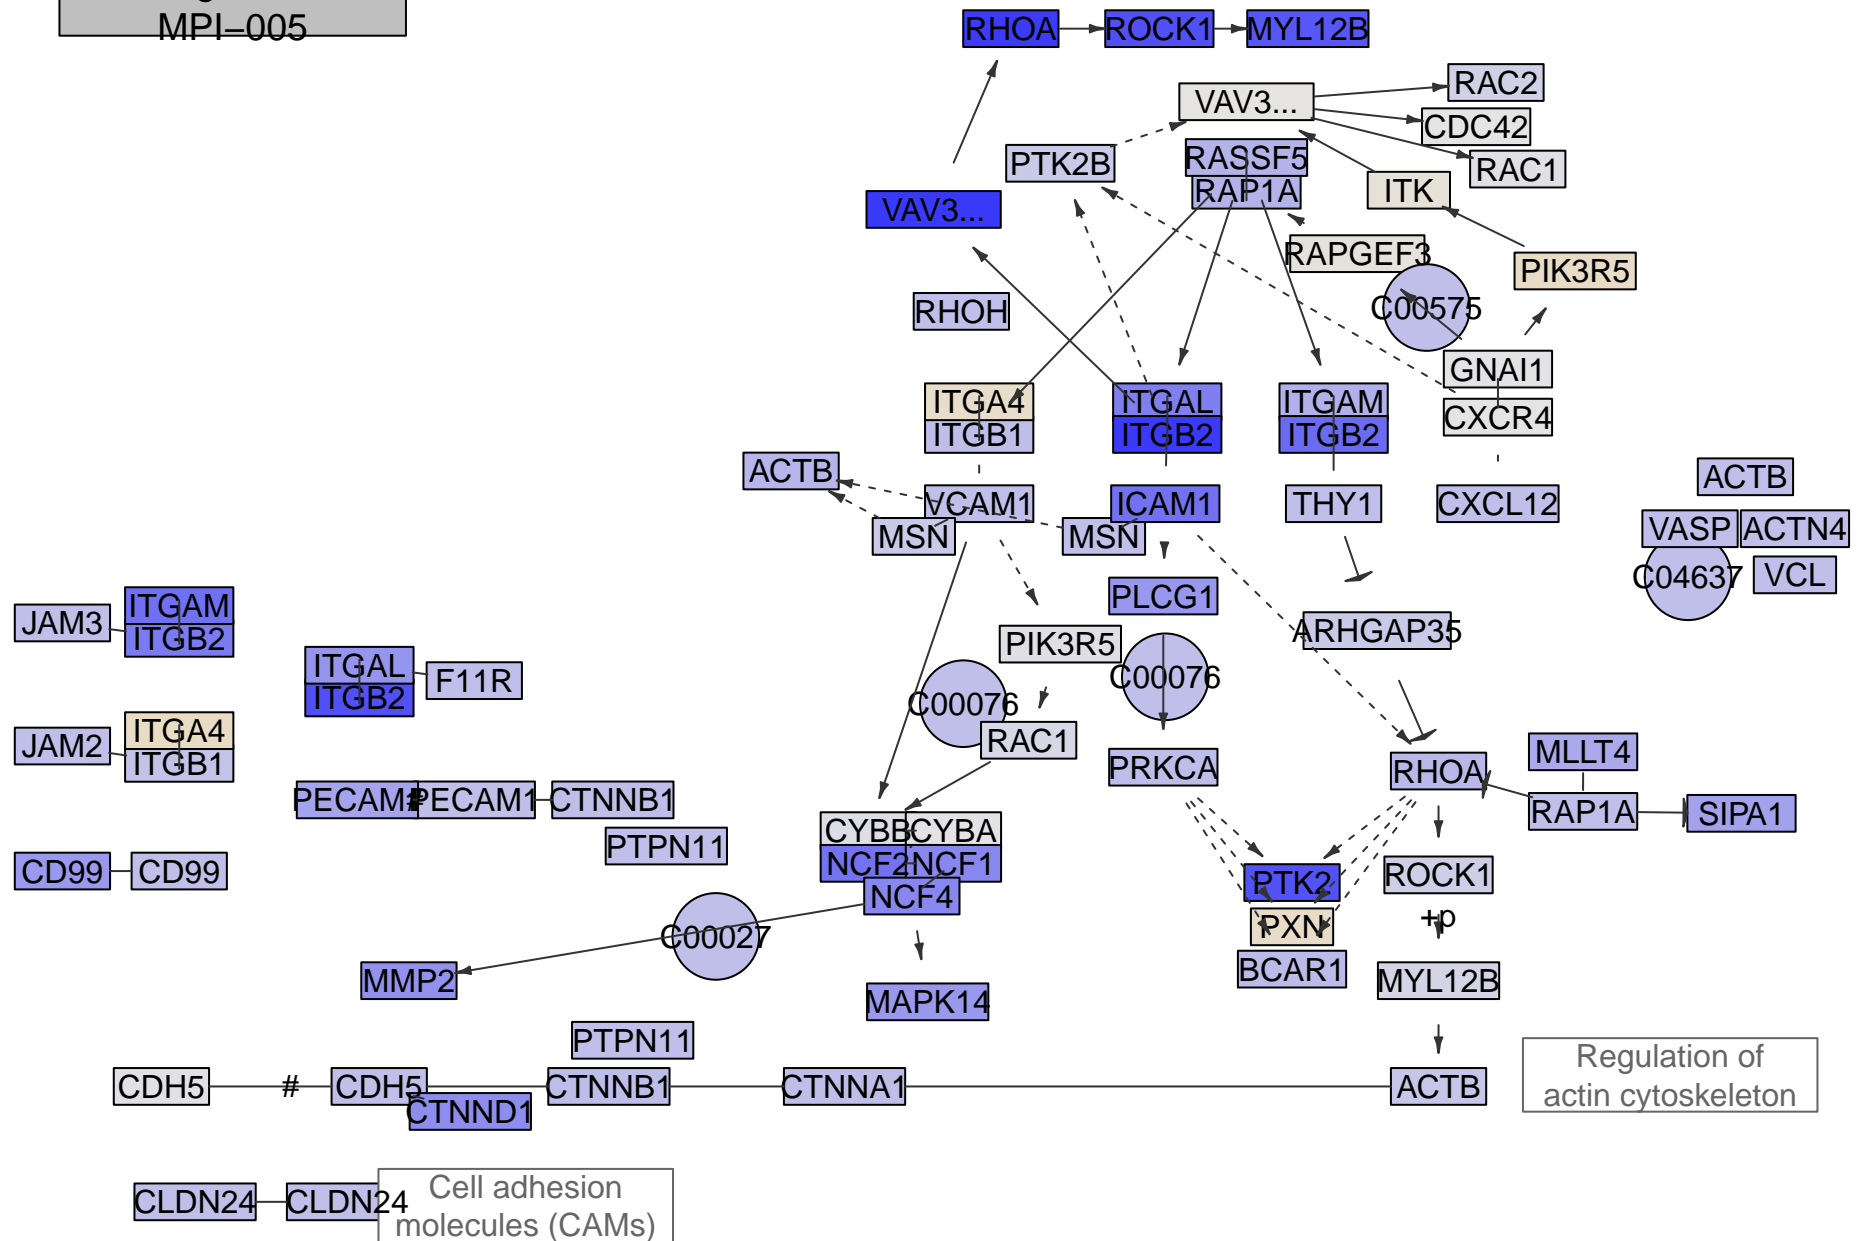 MPI−005
RHOA
ROCK1
MYL12B
RAC2
VAV3...
CDC42
PTK2B
RASSF5
RAC1
RAP1A
ITK
VAV3...
RAPGEF3
PIK3R5
RHOH
C00575
GNAI1
ITGA4
ITGAL
ITGAM
CXCR4
ITGB1
ITGB2
ITGB2
ACTB
ACTB
VCAM1
ICAM1
THY1
CXCL12
MSN
MSN
VASP
ACTN4
C04637
VCL
PLCG1
ITGAM
JAM3
ITGB2
ARHGAP35
PIK3R5
ITGAL
F11R
C00076
ITGB2
C00076
ITGA4
JAM2
ITGB1
RAC1
MLLT4
PRKCA
RHOA
PECAM1
#
PECAM1
CTNNB1
RAP1A
SIPA1
CYBB
CYBA
PTPN11
NCF2
NCF1
CD99
CD99
ROCK1
PTK2
NCF4
+p
PXN
C00027
BCAR1
MMP2
MYL12B
MAPK14
PTPN11
Regulation of
actin cytoskeleton
CDH5
#
CDH5
CTNNB1
CTNNA1
ACTB
CTNND1
CLDN24
CLDN24
Cell adhesion
molecules (CAMs)